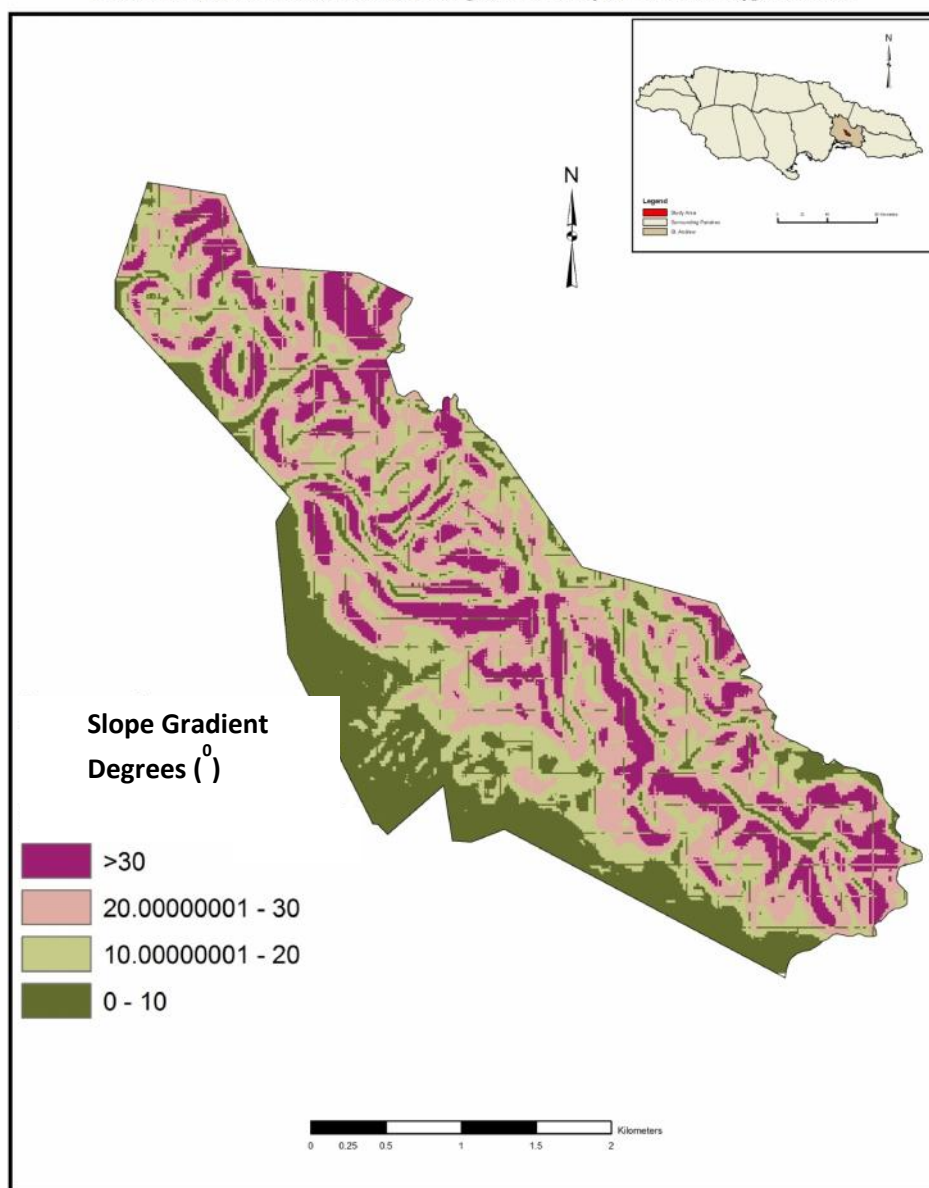 N
Legend
Study Area
Surrounding Parishes
St. Andrew
N
Slope Gradient
Degrees (⁰)
>30
20.00000001 - 30
10.00000001 - 20
0 - 10
Kilometers
0 0.25 0.5 1 1.5 2